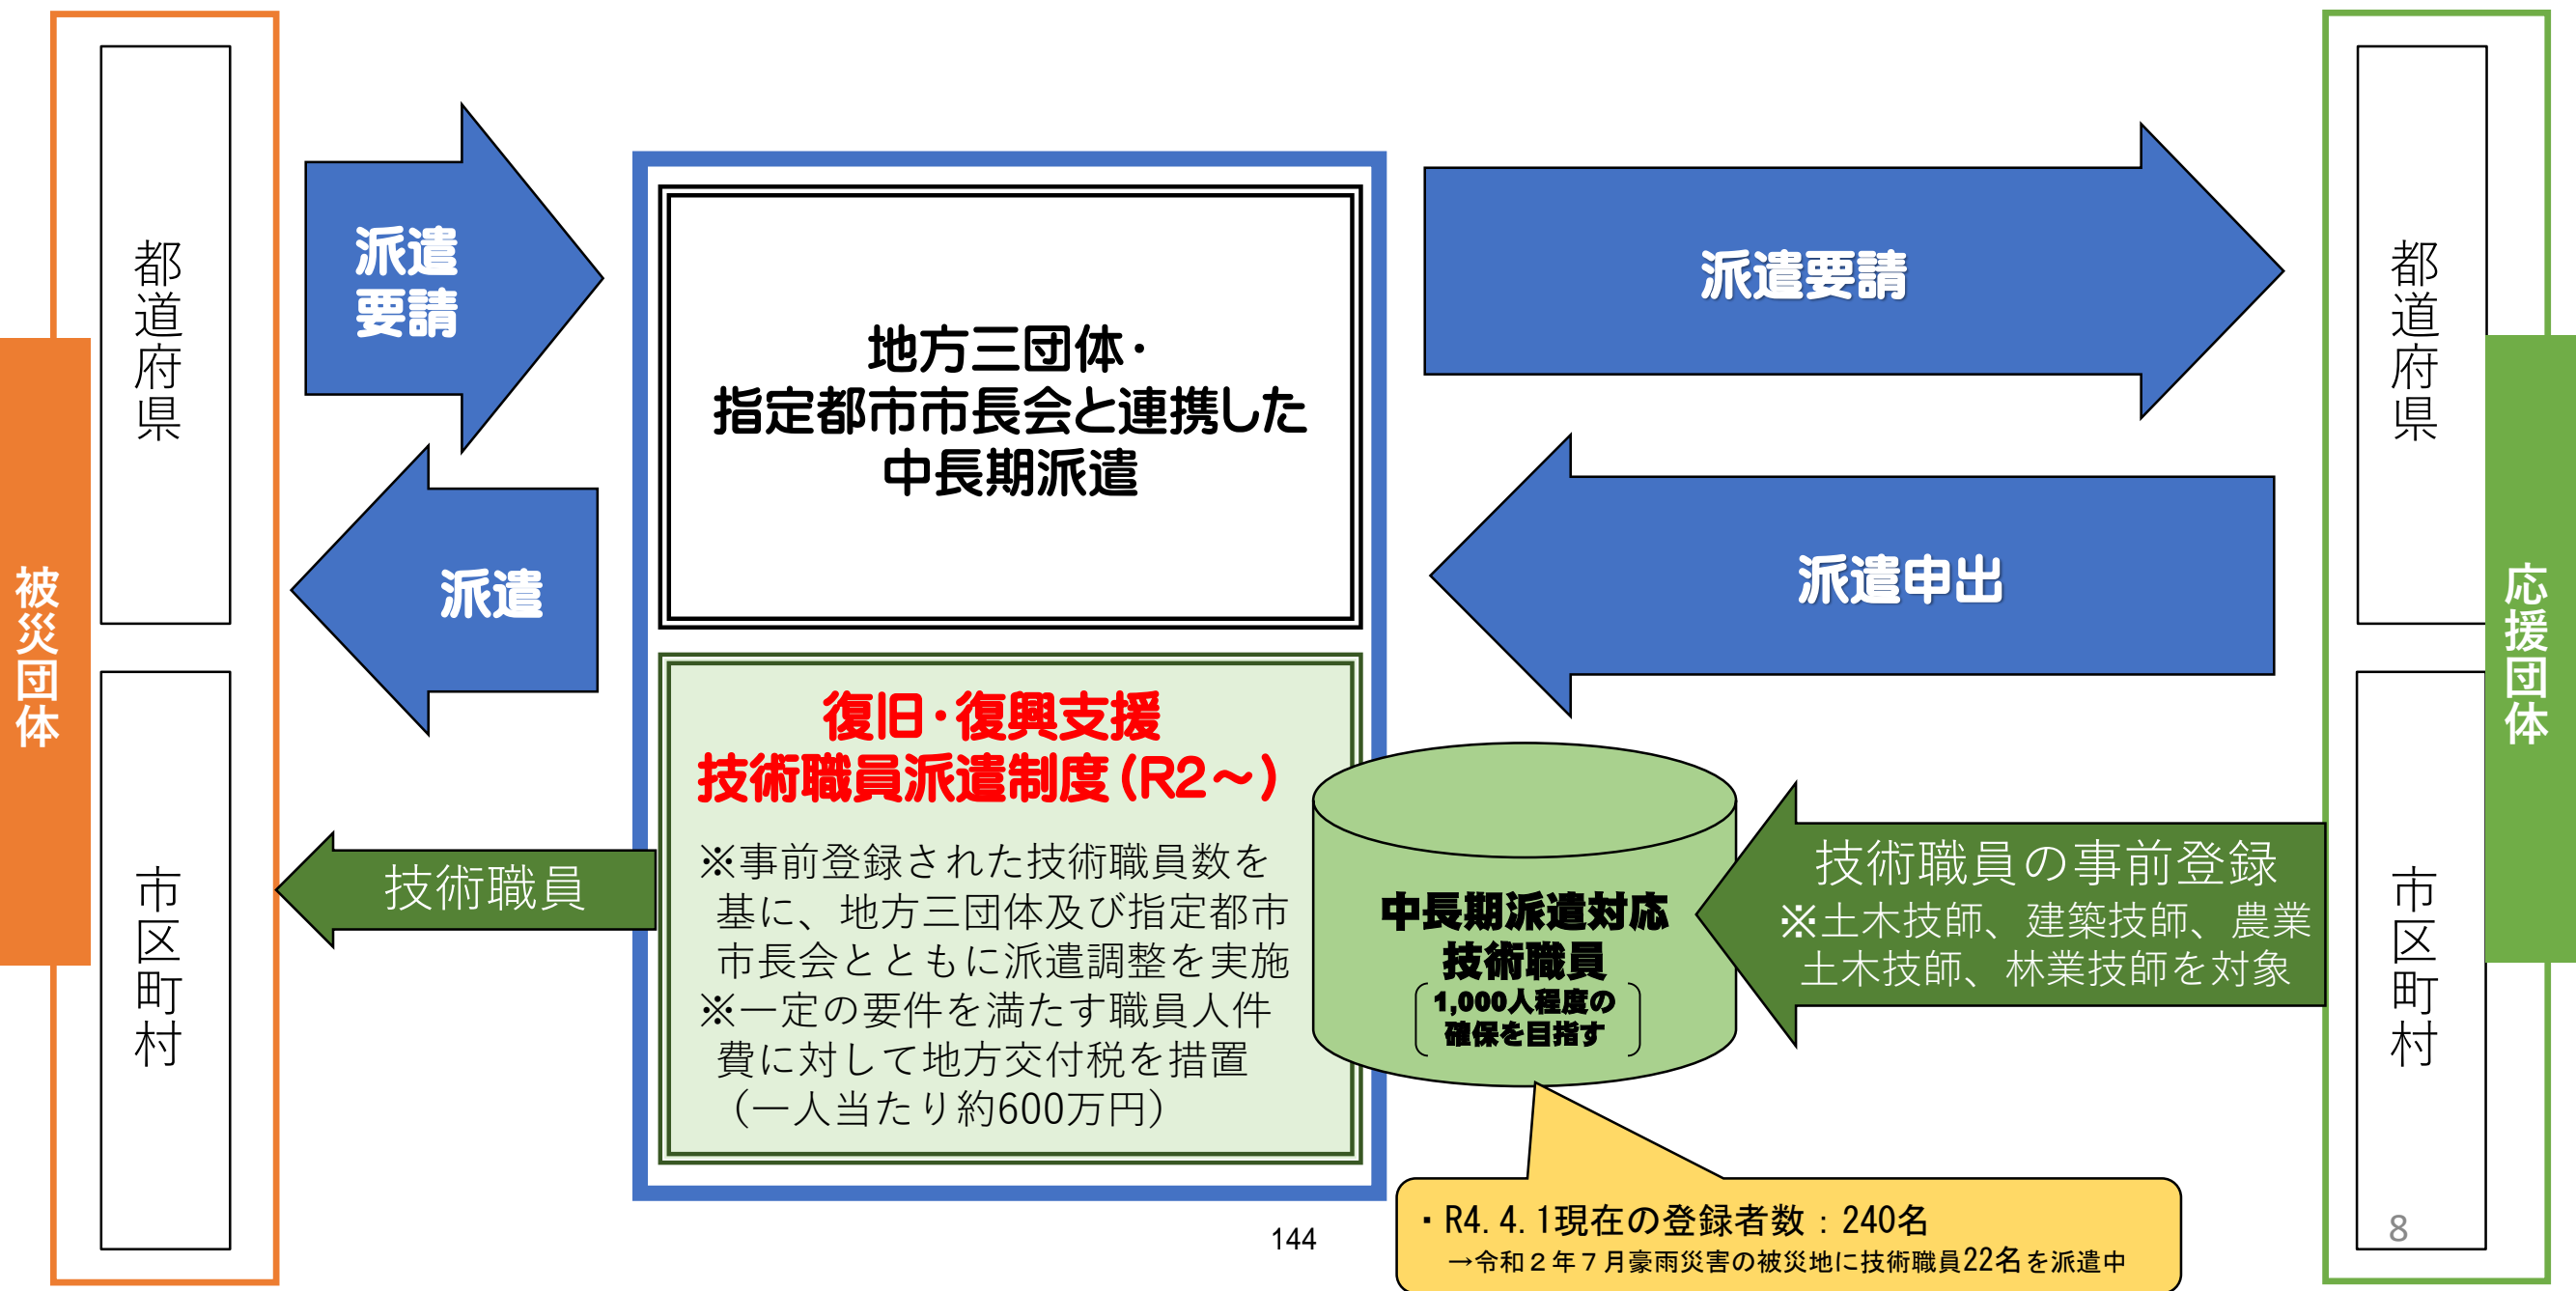 被災団体
都道府県
市区町村
派遣
要請
派遣
技術職員
地方三団体・
指定都市市長会と連携した
中長期派遣
復旧・復興支援
技術職員派遣制度(R2～)
※事前登録された技術職員数を
基に、地方三団体及び指定都市
市長会とともに派遣調整を実施
※一定の要件を満たす職員人件
費に対して地方交付税を措置
（一人当たり約600万円）
派遣要請
派遣申出
中長期派遣対応
技術職員
1,000人程度の
確保を目指す
技術職員の事前登録
※土木技師、建築技師、農業
土木技師、林業技師を対象
都道府県
市区町村
応援団体
・R4.4.1現在の登録者数：240名
→令和２年７月豪雨災害の被災地に技術職員22名を派遣中
144
8